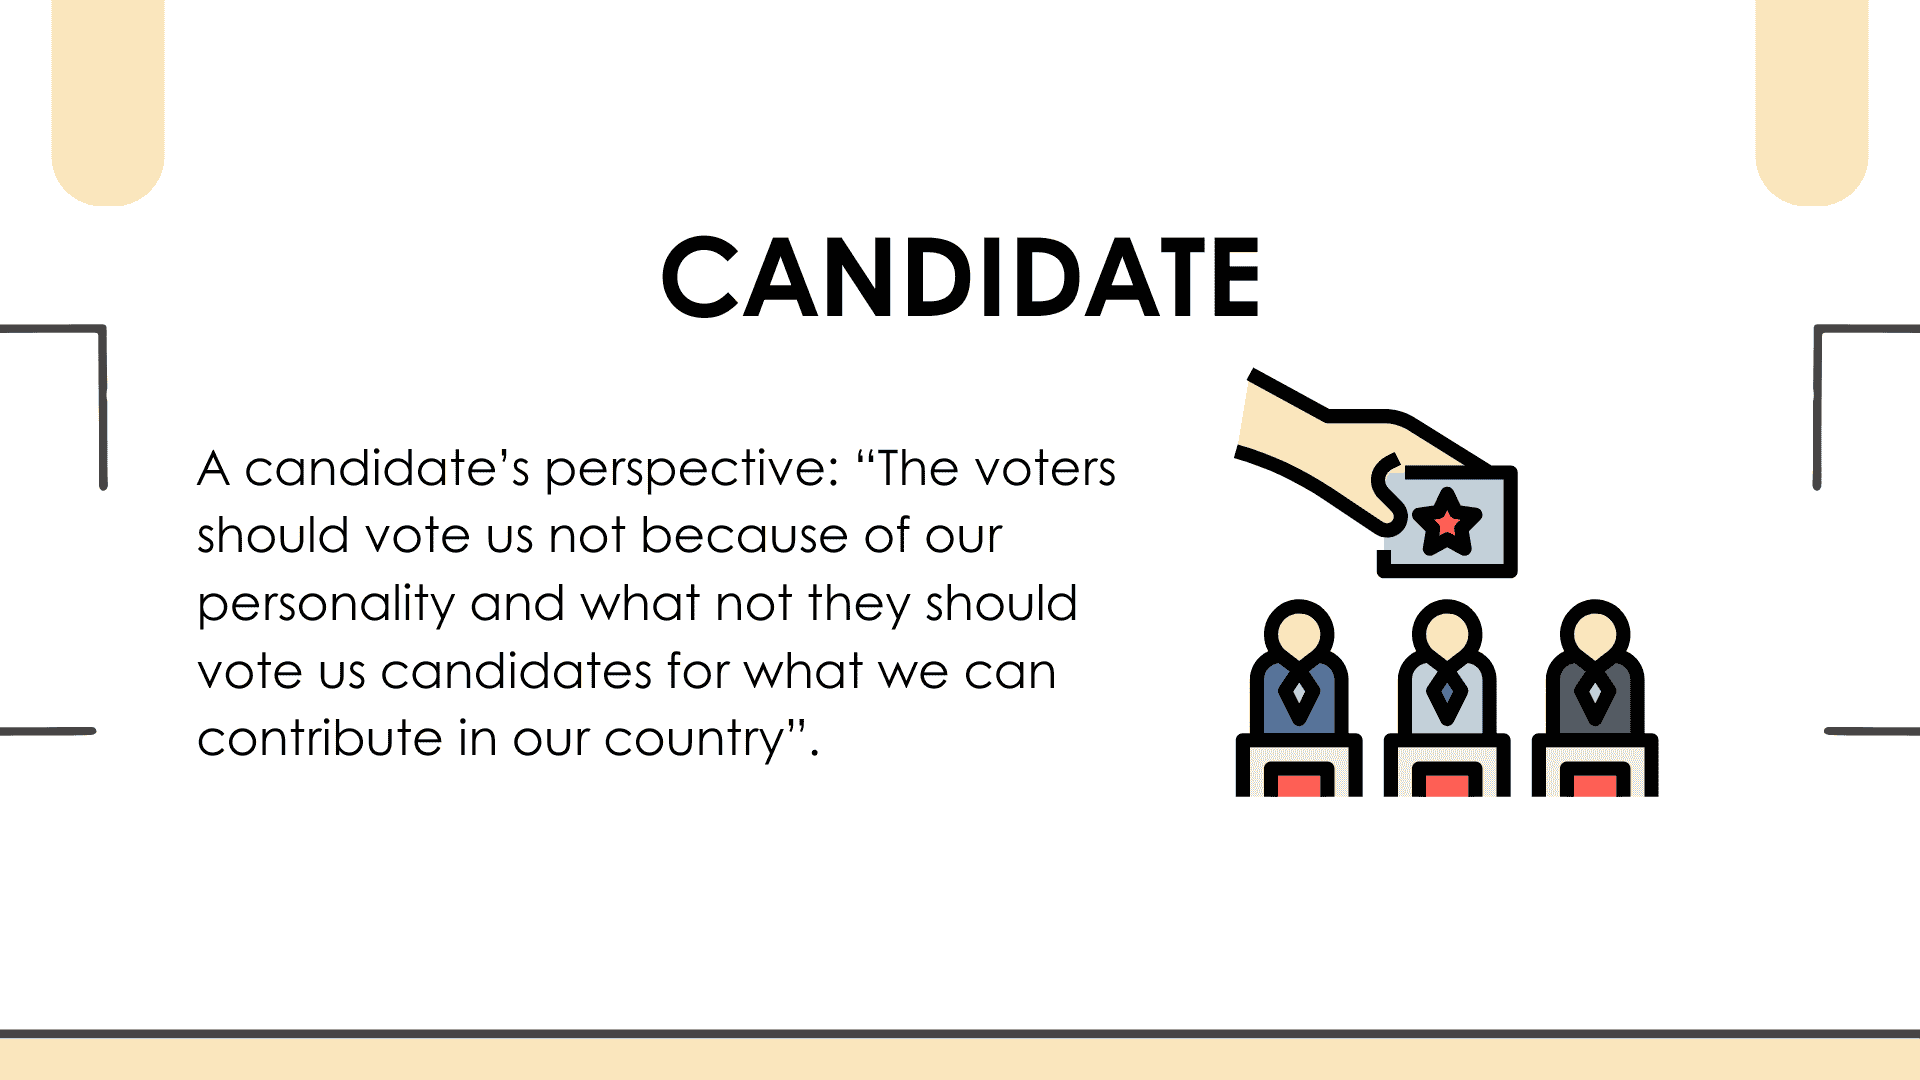 CANDIDATE
A candidate’s perspective: “The voters
should vote us not because of our
personality and what not they should
vote us candidates for what we can
contribute in our country”.